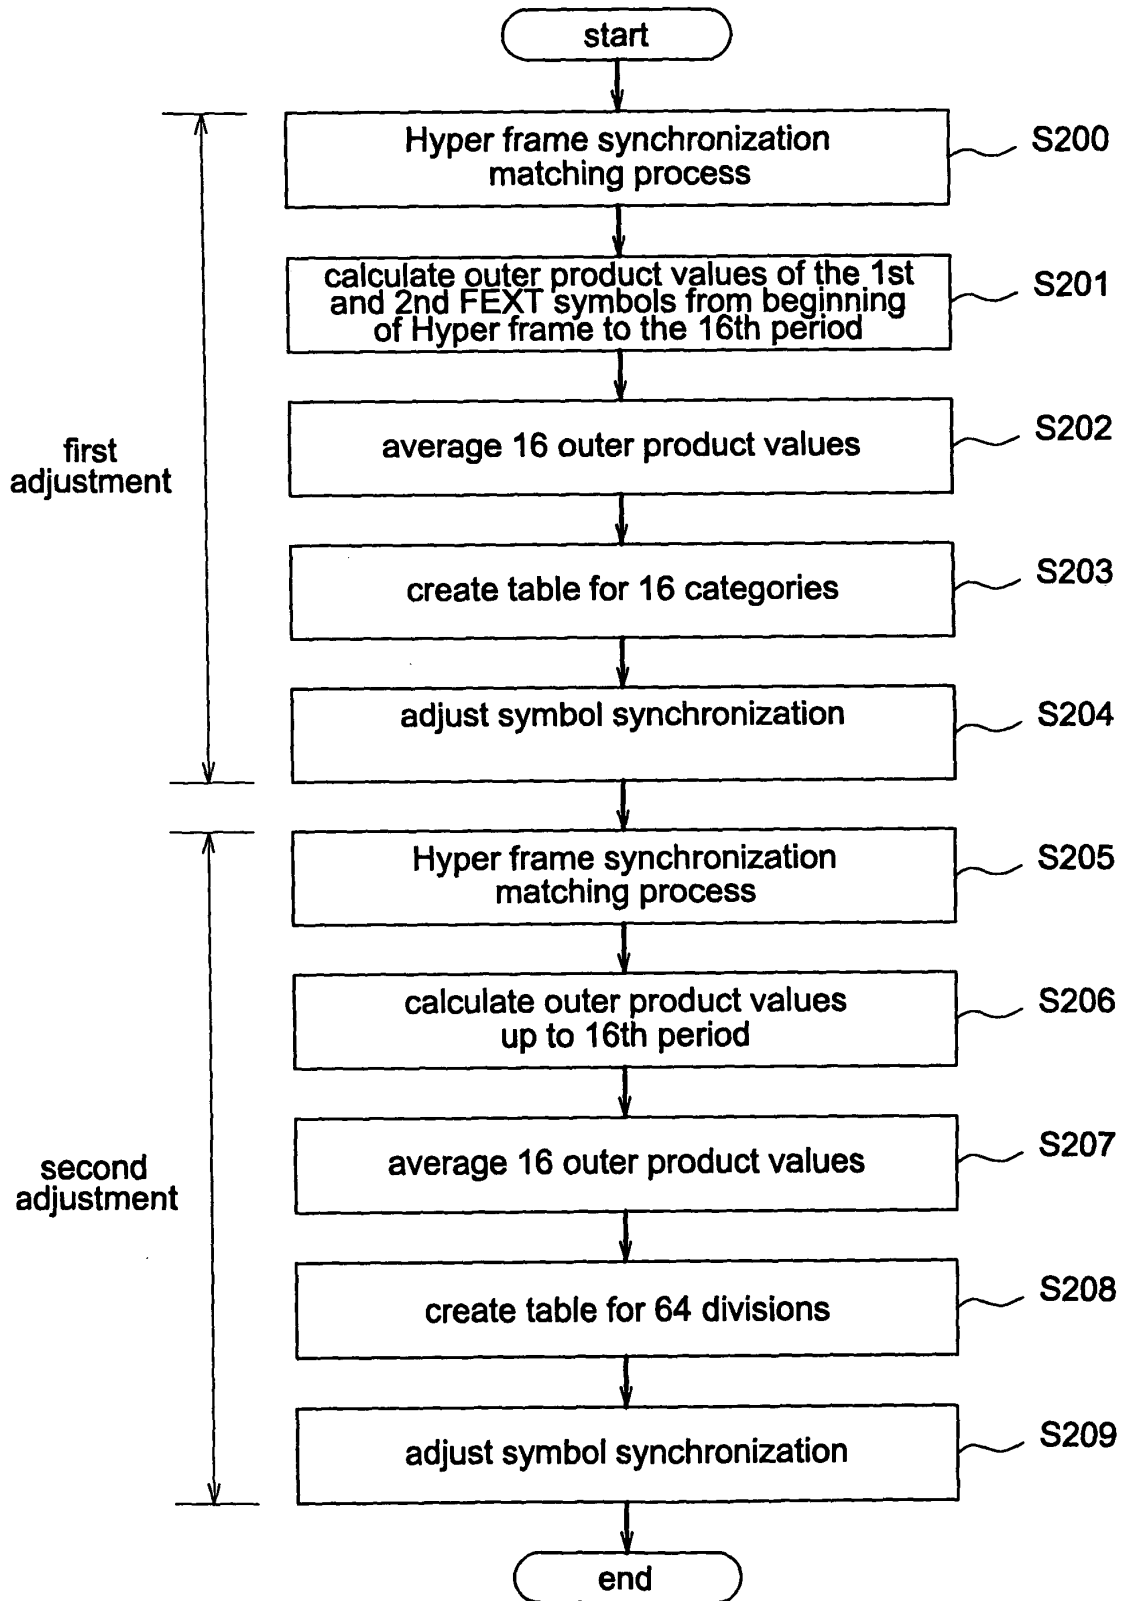 start
Hyper frame synchronization
matching process
S200
calculate outer product values of the 1st
and 2nd FEXT symbols from beginning
of Hyper frame to the 16th period
S201
average 16 outer product values
S202
first
adjustment
create table for 16 categories
S203
adjust symbol synchronization
S204
Hyper frame synchronization
matching process
S205
calculate outer product values
up to 16th period
S206
average 16 outer product values
S207
second
adjustment
create table for 64 divisions
S208
adjust symbol synchronization
S209
end